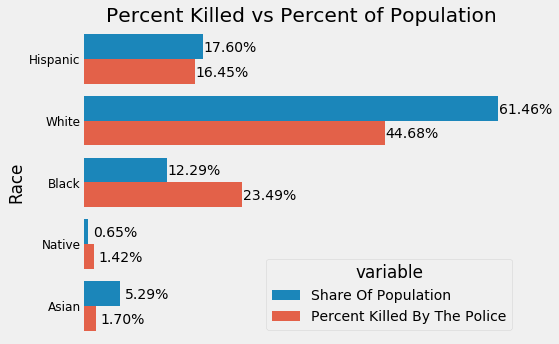 Percent Killed vs Percent of Population
Hispanic
17.60%
16.45%
White
61.46%
44.68%
Race
Black
12.29%
23.49%
Native
0.65%
1.42%
Asian
5.29%
1.70%
variable
Share Of Population
Percent Killed By The Police